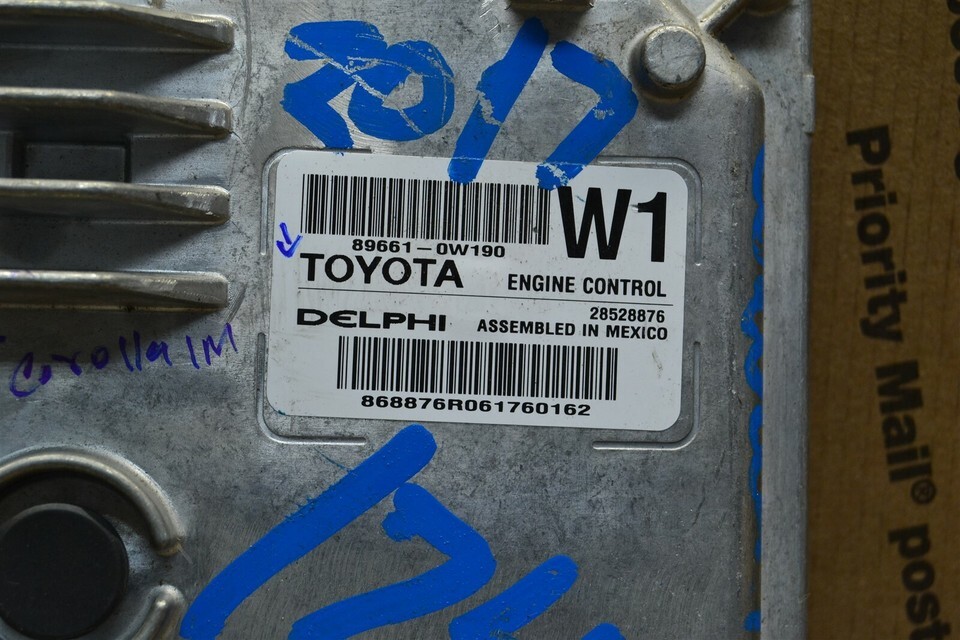 2017
89661-0W190
W1
TOYOTA
ENGINE CONTROL
DELPHI
28528876
ASSEMBLED IN MEXICO
868876R061760162
Corolla IM
Priority Mail® post